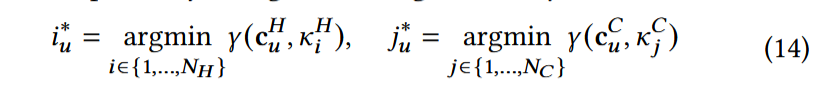 i_u^* = argmin_{i∈{1,...,N_H}} γ(c_u^H, κ_i^H), j_u^* = argmin_{j∈{1,...,N_C}} γ(c_u^C, κ_j^C) (14)